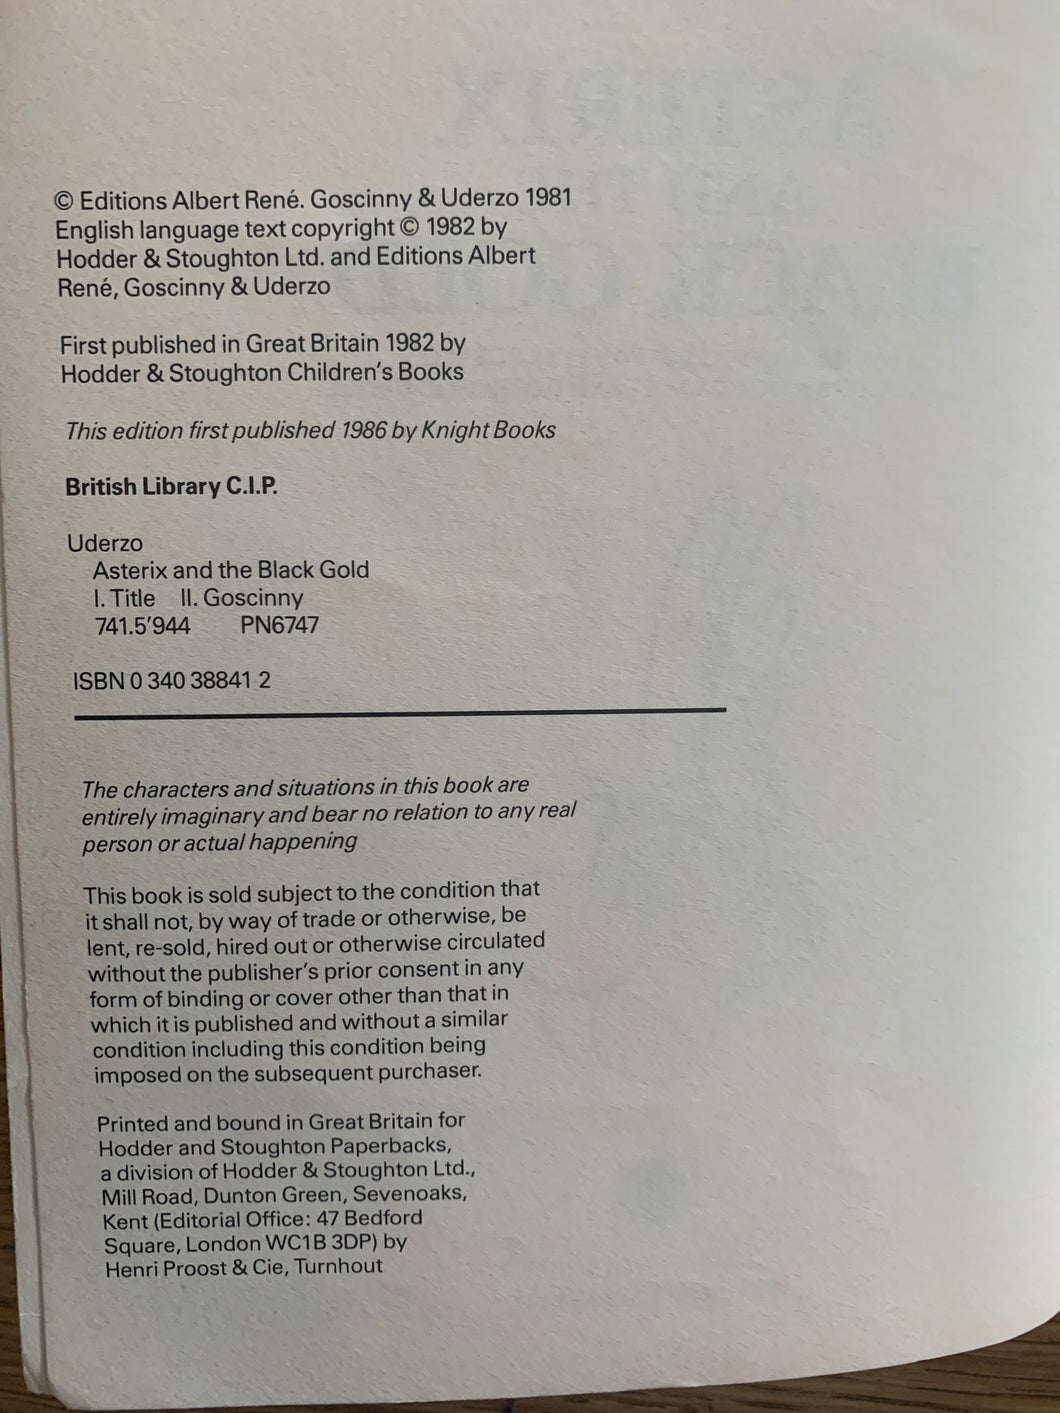 © Editions Albert René. Goscinny & Uderzo 1981
English language text copyright © 1982 by
Hodder & Stoughton Ltd. and Editions Albert
René, Goscinny & Uderzo
First published in Great Britain 1982 by
Hodder & Stoughton Children's Books
This edition first published 1986 by Knight Books
British Library C.I.P.
Uderzo
Asterix and the Black Gold
I. Title II. Goscinny
741.5'944 PN6747
ISBN 0 340 38841 2
The characters and situations in this book are
entirely imaginary and bear no relation to any real
person or actual happening
This book is sold subject to the condition that
it shall not, by way of trade or otherwise, be
lent, re-sold, hired out or otherwise circulated
without the publisher's prior consent in any
form of binding or cover other than that in
which it is published and without a similar
condition including this condition being
imposed on the subsequent purchaser.
Printed and bound in Great Britain for
Hodder and Stoughton Paperbacks,
a division of Hodder & Stoughton Ltd.,
Mill Road, Dunton Green, Sevenoaks,
Kent (Editorial Office: 47 Bedford
Square, London WC1B 3DP) by
Henri Proost & Cie, Turnhout